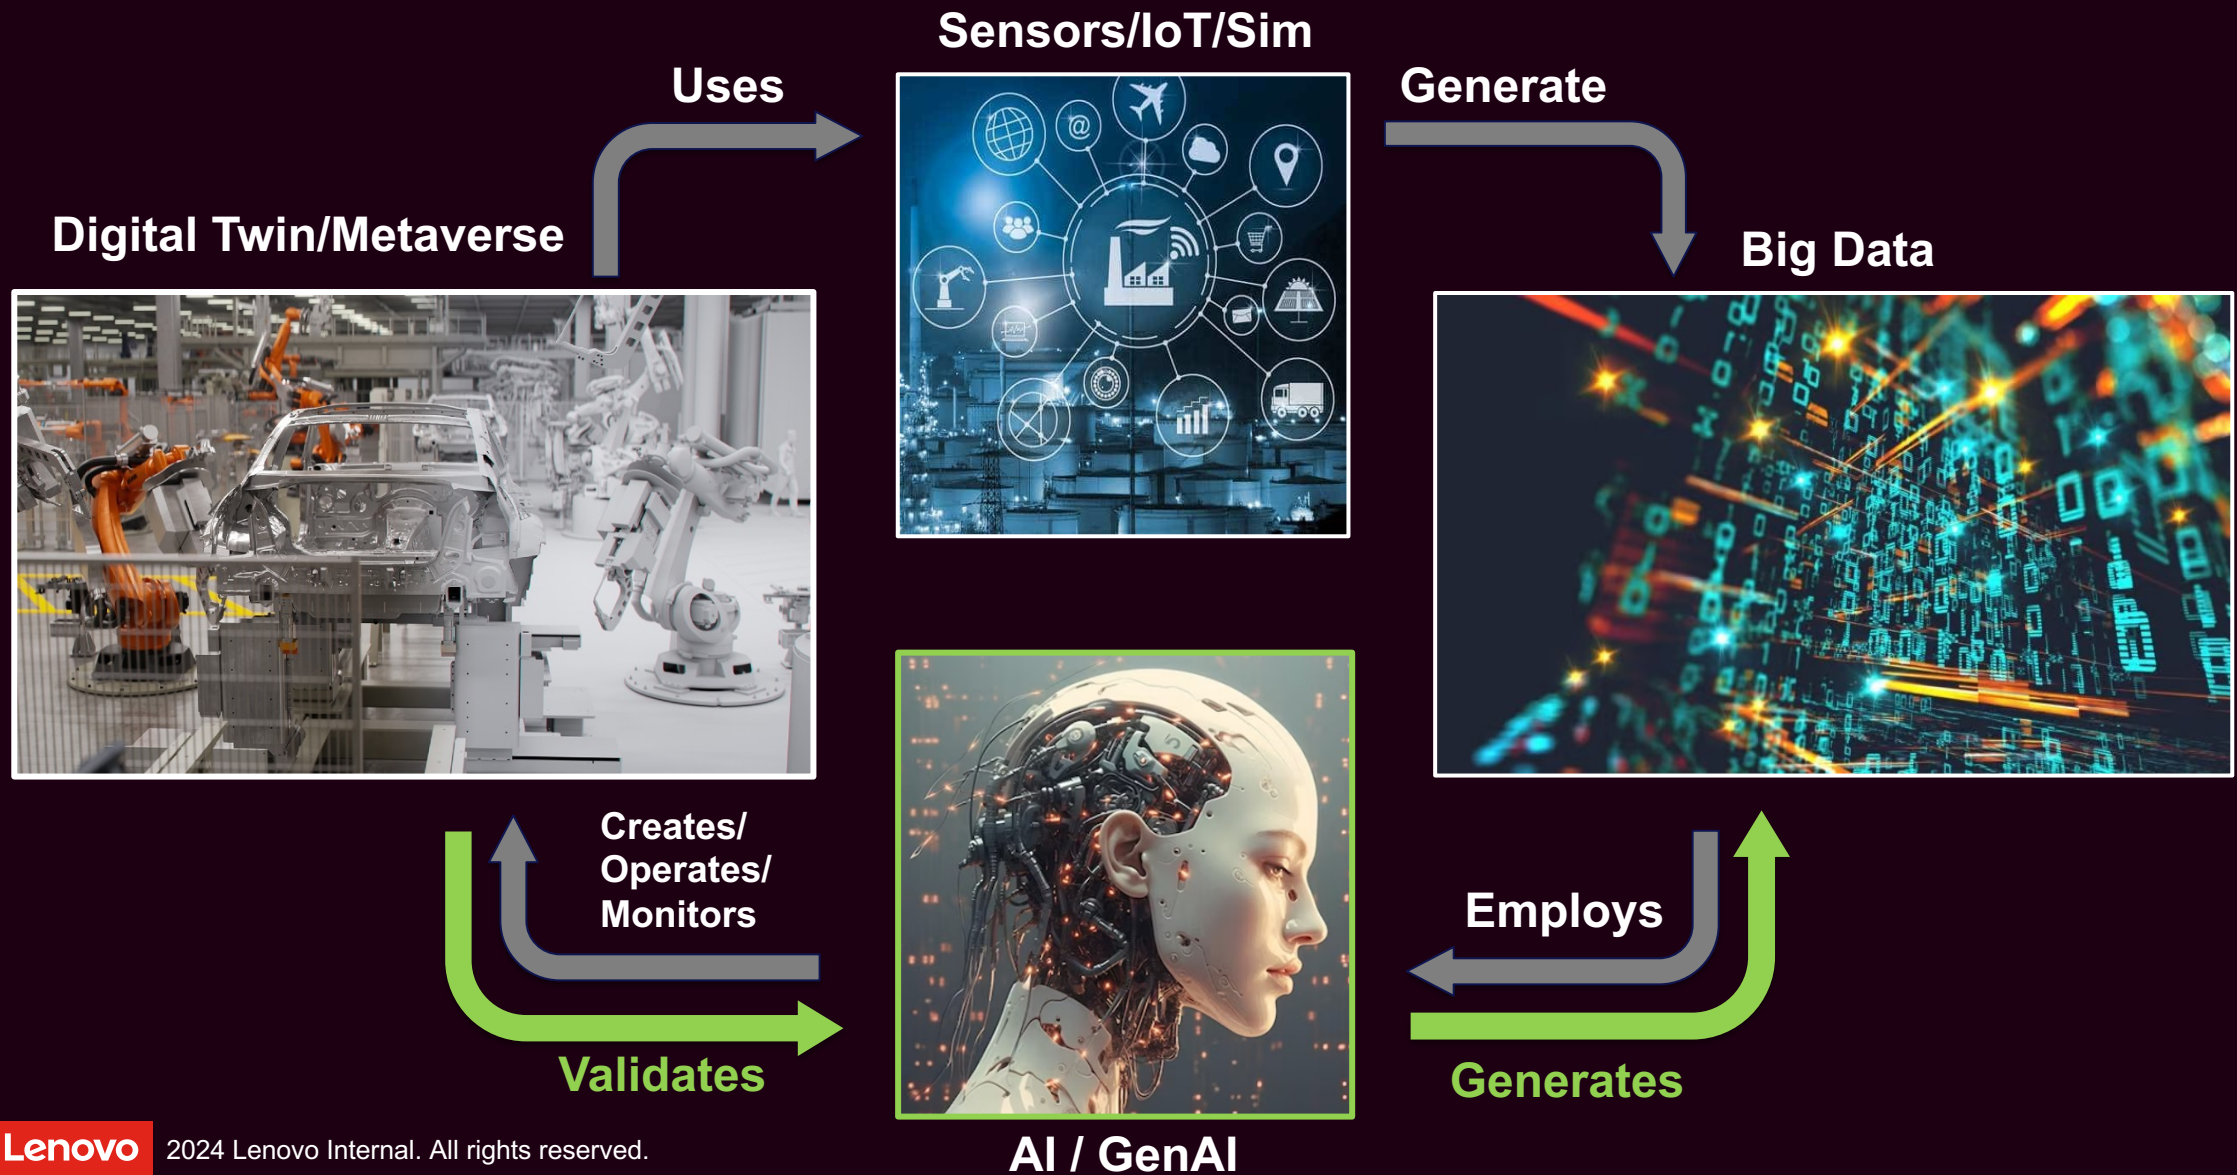 Sensors/IoT/Sim
Uses
Generate
Digital Twin/Metaverse
Big Data
@
Creates/
Operates/
Monitors
Employs
Validates
Generates
AI / GenAI
Lenovo
2024 Lenovo Internal. All rights reserved.